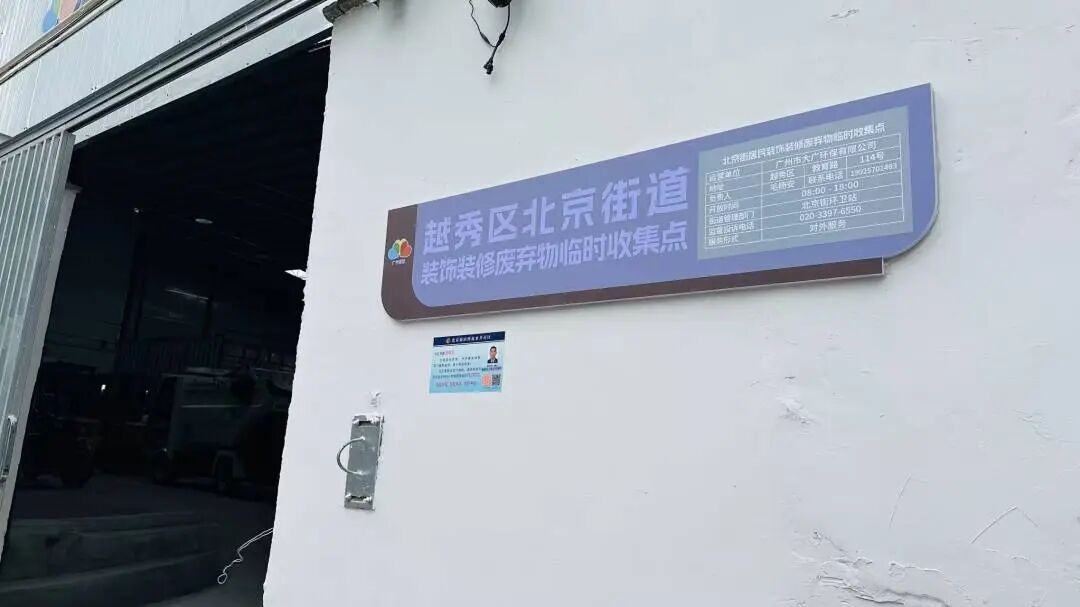 越秀区北京街道
装饰装修废弃物临时收集点
北京街居民装饰装修废弃物临时收集点
运营单位 广州市大广环保有限公司
地址 越秀区 教育路 114号
负责人 毛杨安 联系电话 19925702493
开放时间 08:00 - 18:00
街道管理部门 北京街环卫站
监督投诉电话 020-3397-6550
服务形式 对外服务